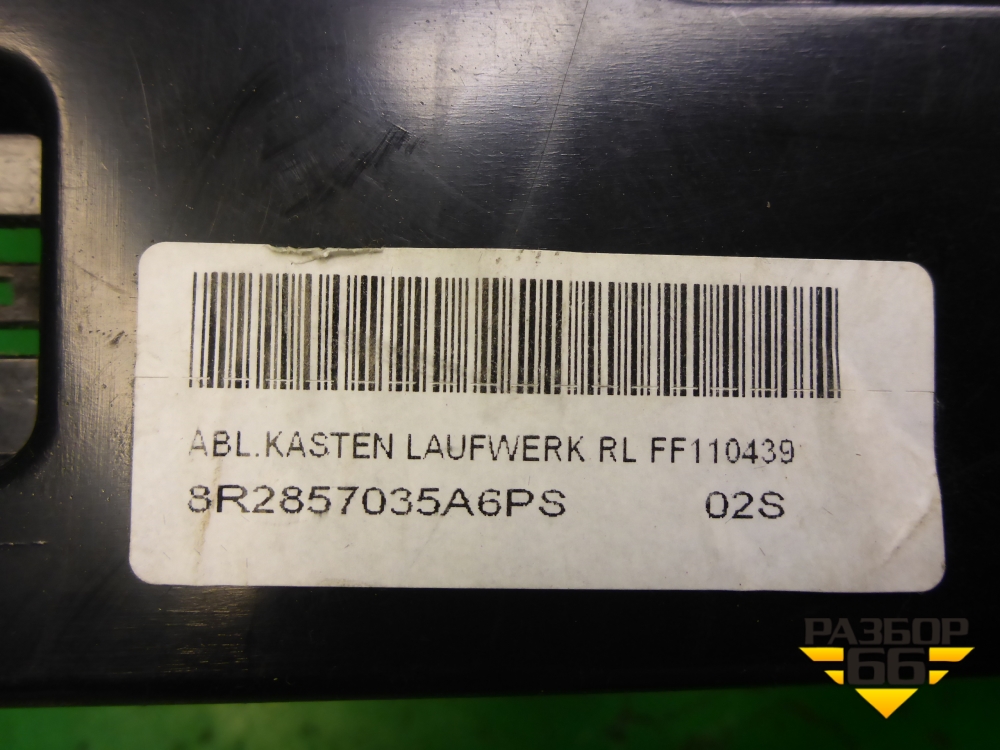 ABL.KASTEN LAUFWERK RL FF110439
8R2857035A6PS 02S
РАЗБОР
66